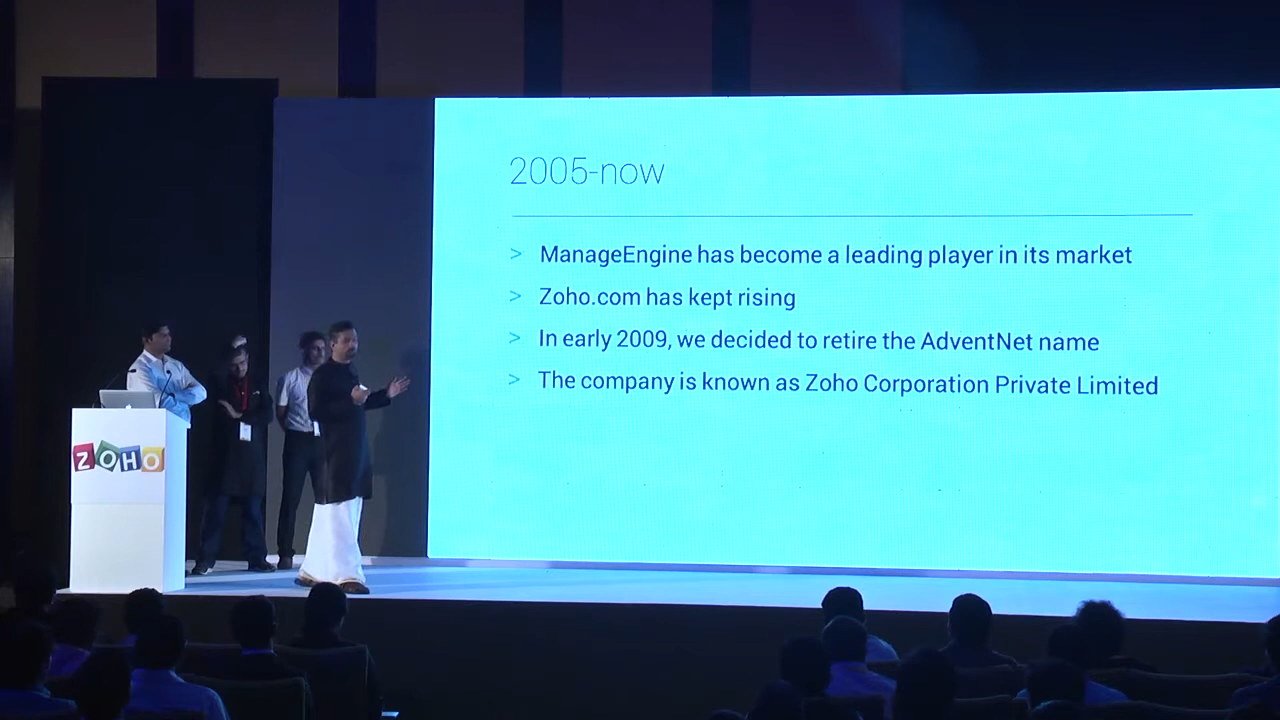 2005-now
> ManageEngine has become a leading player in its market
> Zoho.com has kept rising
> In early 2009, we decided to retire the AdventNet name
> The company is known as Zoho Corporation Private Limited
ZOHO